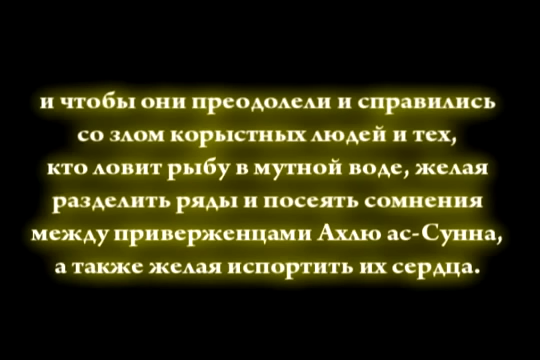 и чтобы они преодолели и справились
со злом корыстных людей и тех,
кто ловит рыбу в мутной воде, желая
разделить ряды и посеять сомнения
между приверженцами Ахлю ас-Сунна,
а также желая испортить их сердца.